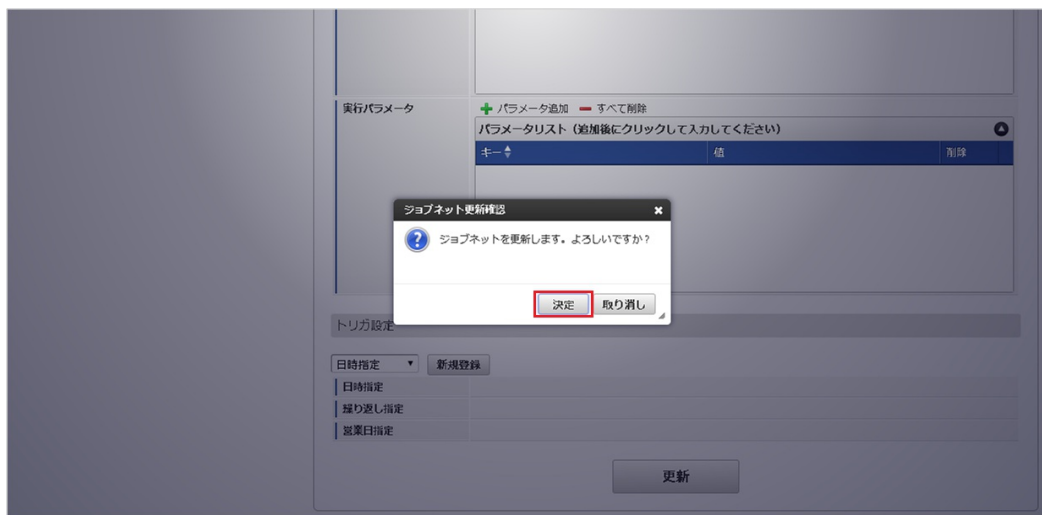 実行パラメータ
パラメータ追加 すべて削除
パラメータリスト（追加後にクリックして入力してください）
キー 値 削除
ジョブネット更新確認
ジョブネットを更新します。よろしいですか？
決定 取り消し
トリガ設定
日時指定 新規登録
日時指定
繰り返し指定
営業日指定
更新